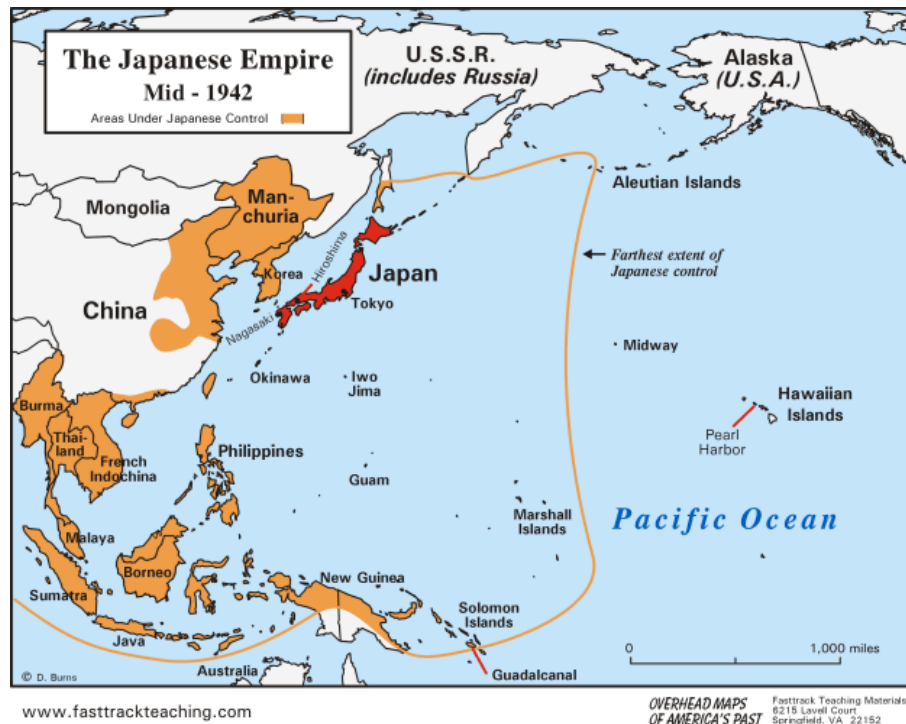 The Japanese Empire
Mid - 1942
Areas Under Japanese Control
U.S.S.R.
(includes Russia)
Alaska
(U.S.A.)
Aleutian Islands
Mongolia
Man-
churia
Farthest extent of
Japanese control
Korea
Hiroshima
Japan
Tokyo
Nagasaki
China
Midway
Okinawa
Iwo
Jima
Hawaiian
Islands
Pearl
Harbor
Burma
Thai-
land
French
Indochina
Philippines
Guam
Marshall
Islands
Pacific Ocean
Malaya
Borneo
Sumatra
New Guinea
Solomon
Islands
Java
Australia
Guadalcanal
0 1,000 miles
© D. Burns
www.fasttrackteaching.com
OVERHEAD MAPS
OF AMERICA'S PAST
Fasttrack Teaching Materials
6215 Lavell Court
Springfield, VA 22152